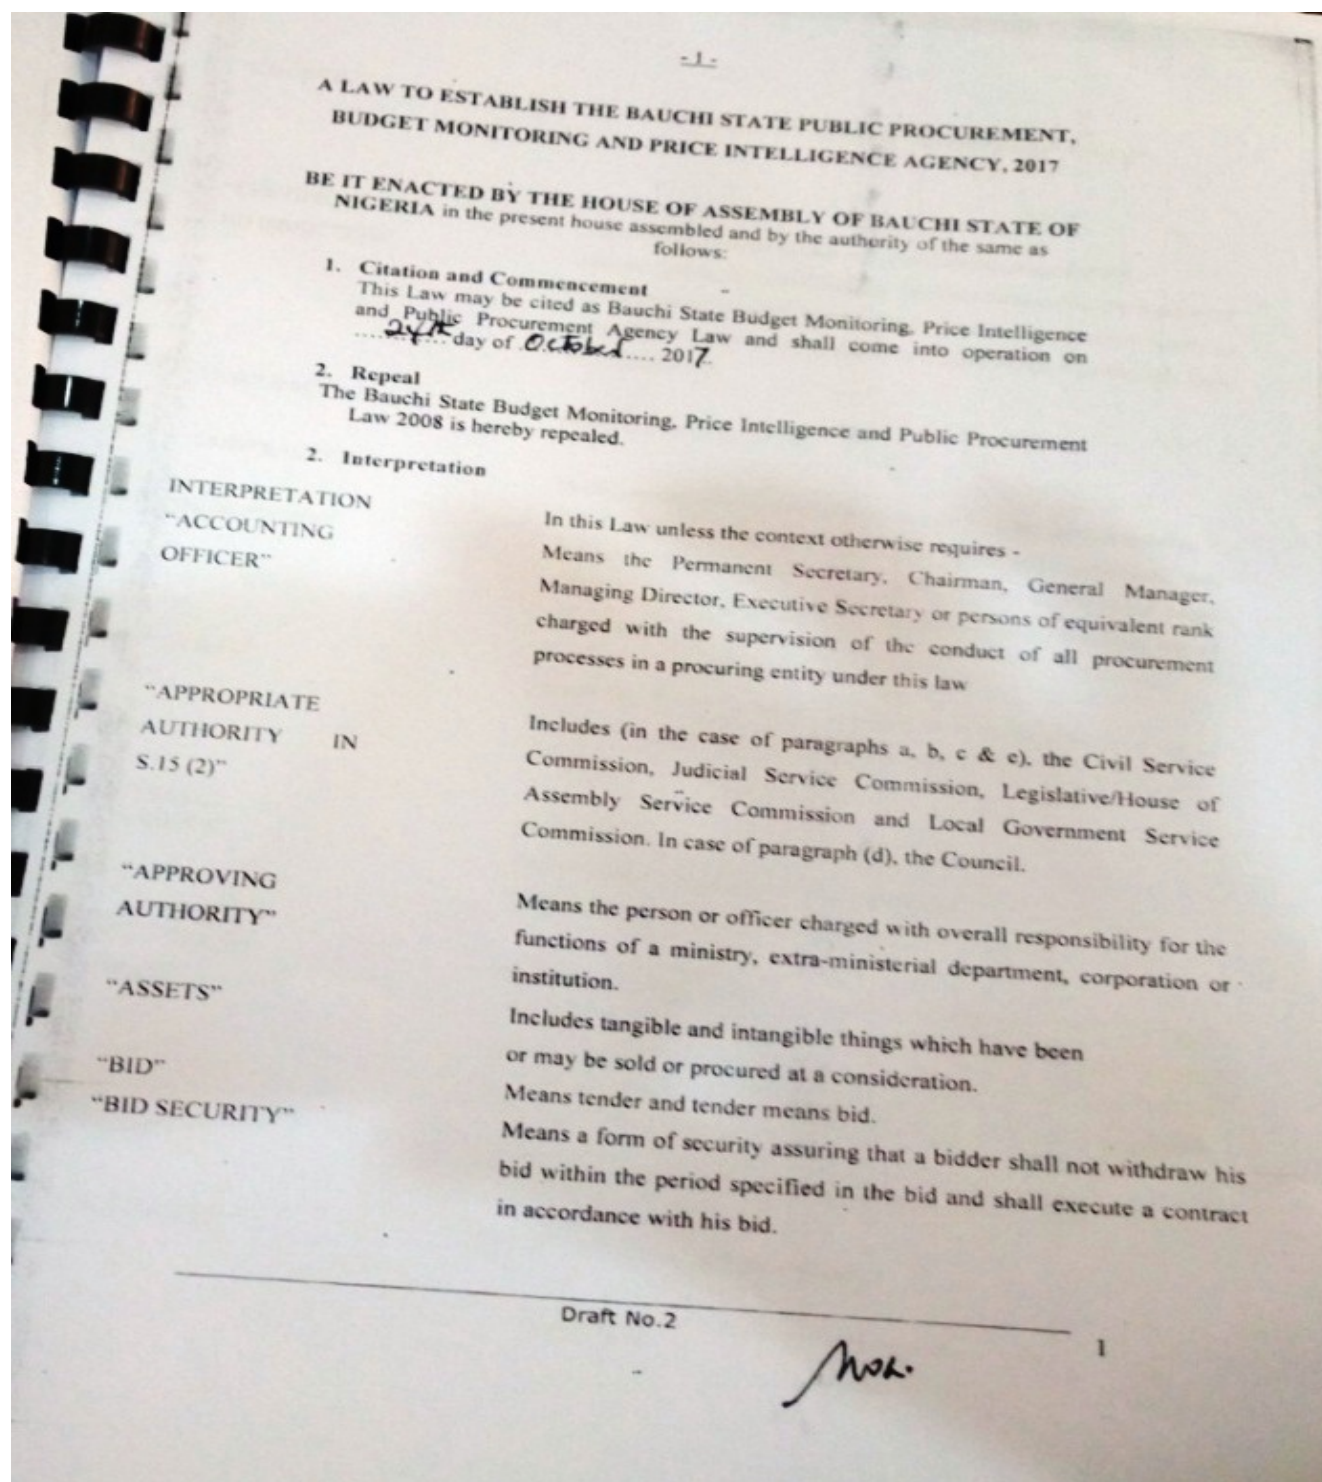 - 1 -
A LAW TO ESTABLISH THE BAUCHI STATE PUBLIC PROCUREMENT,
BUDGET MONITORING AND PRICE INTELLIGENCE AGENCY, 2017
BE IT ENACTED BY THE HOUSE OF ASSEMBLY OF BAUCHI STATE OF
NIGERIA in the present house assembled and by the authority of the same as
follows:
1. Citation and Commencement
This Law may be cited as Bauchi State Budget Monitoring, Price Intelligence
and Public Procurement Agency Law and shall come into operation on
.....24th.... day of October.... 2017.
2. Repeal
The Bauchi State Budget Monitoring, Price Intelligence and Public Procurement
Law 2008 is hereby repealed.
2. Interpretation
INTERPRETATION
In this Law unless the context otherwise requires -
"ACCOUNTING
OFFICER"
Means the Permanent Secretary, Chairman, General Manager,
Managing Director, Executive Secretary or persons of equivalent rank
charged with the supervision of the conduct of all procurement
processes in a procuring entity under this law
"APPROPRIATE
AUTHORITY IN
S.15 (2)"
Includes (in the case of paragraphs a, b, c & e), the Civil Service
Commission, Judicial Service Commission, Legislative/House of
Assembly Service Commission and Local Government Service
Commission. In case of paragraph (d), the Council.
"APPROVING
AUTHORITY"
Means the person or officer charged with overall responsibility for the
functions of a ministry, extra-ministerial department, corporation or
institution.
"ASSETS"
Includes tangible and intangible things which have been
or may be sold or procured at a consideration.
"BID"
Means tender and tender means bid.
"BID SECURITY"
Means a form of security assuring that a bidder shall not withdraw his
bid within the period specified in the bid and shall execute a contract
in accordance with his bid.
Draft No.2
1